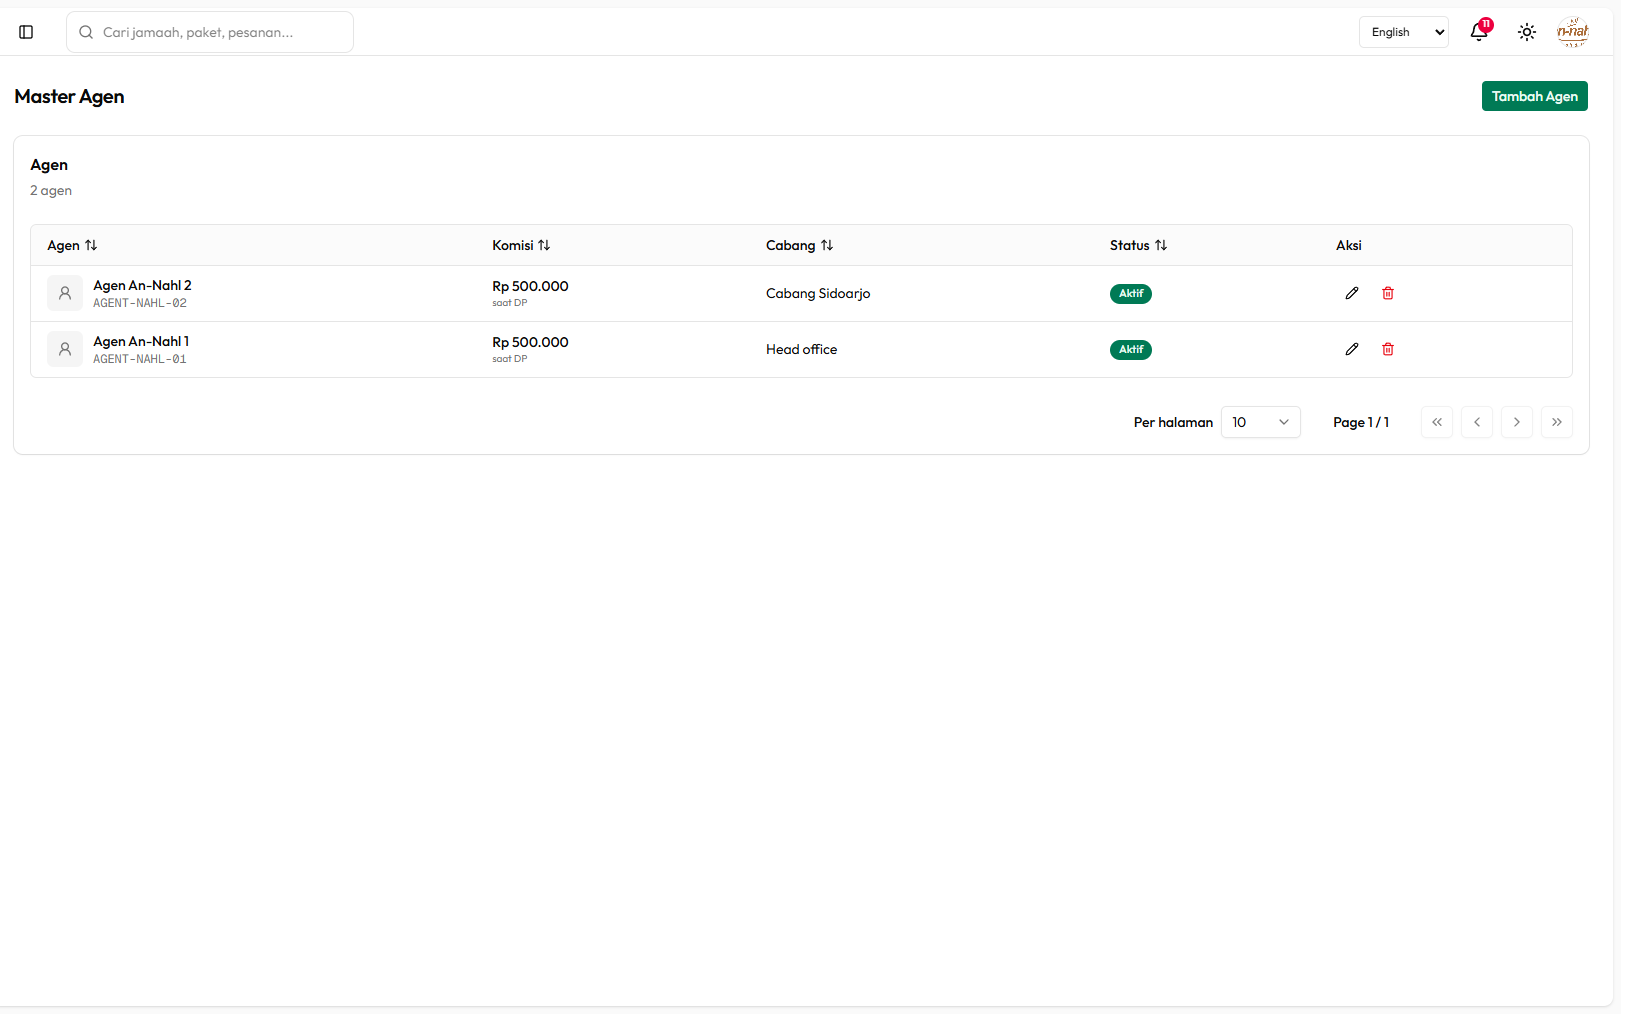 Cari jamaah, paket, pesanan...
English
11
n-nah
Master Agen
Tambah Agen
Agen
2 agen
Agen Komisi Cabang Status Aksi
Agen An-Nahl 2
AGENT-NAHL-02
Rp 500.000
saat DP
Cabang Sidoarjo
Aktif
Agen An-Nahl 1
AGENT-NAHL-01
Rp 500.000
saat DP
Head office
Aktif
Per halaman 10 Page 1 / 1